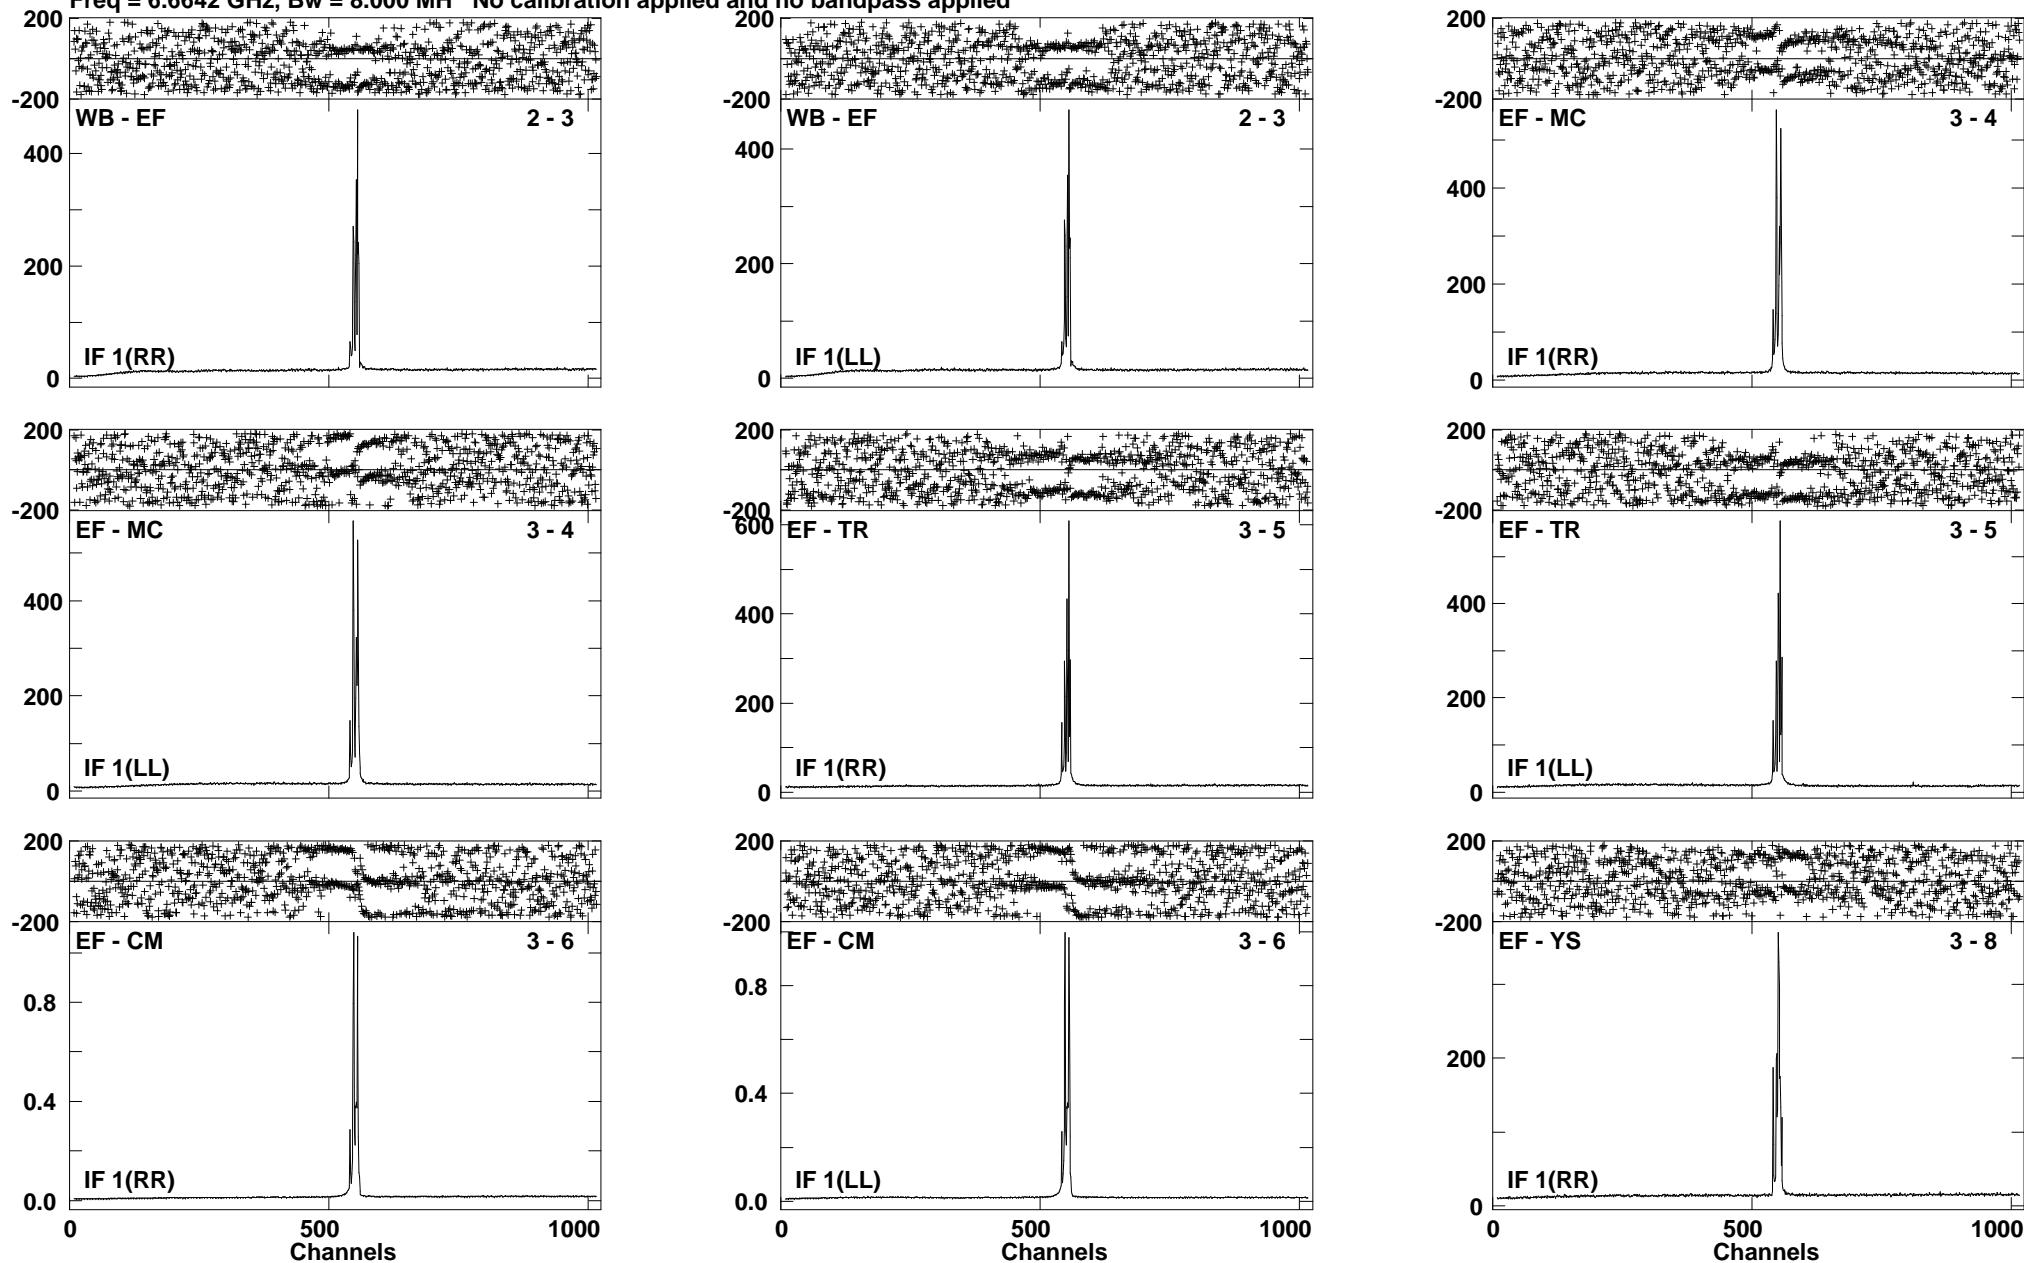 Freq = 6.6642 GHz, Bw = 8.000 MH No calibration applied and no bandpass applied
200
-200
WB - EF 2 - 3
400
200
0
IF 1(RR)
200
-200
WB - EF 2 - 3
400
200
0
IF 1(LL)
200
-200
EF - MC 3 - 4
400
200
0
IF 1(RR)
200
-200
EF - MC 3 - 4
400
200
0
IF 1(LL)
200
-200
600
EF - TR 3 - 5
400
200
0
IF 1(RR)
200
-200
EF - TR 3 - 5
400
200
0
IF 1(LL)
200
-200
EF - CM 3 - 6
0.8
0.4
0.0
IF 1(RR)
0 500 1000
Channels
200
-200
EF - CM 3 - 6
0.8
0.4
0.0
IF 1(LL)
0 500 1000
Channels
200
-200
EF - YS 3 - 8
200
0
IF 1(RR)
0 500 1000
Channels